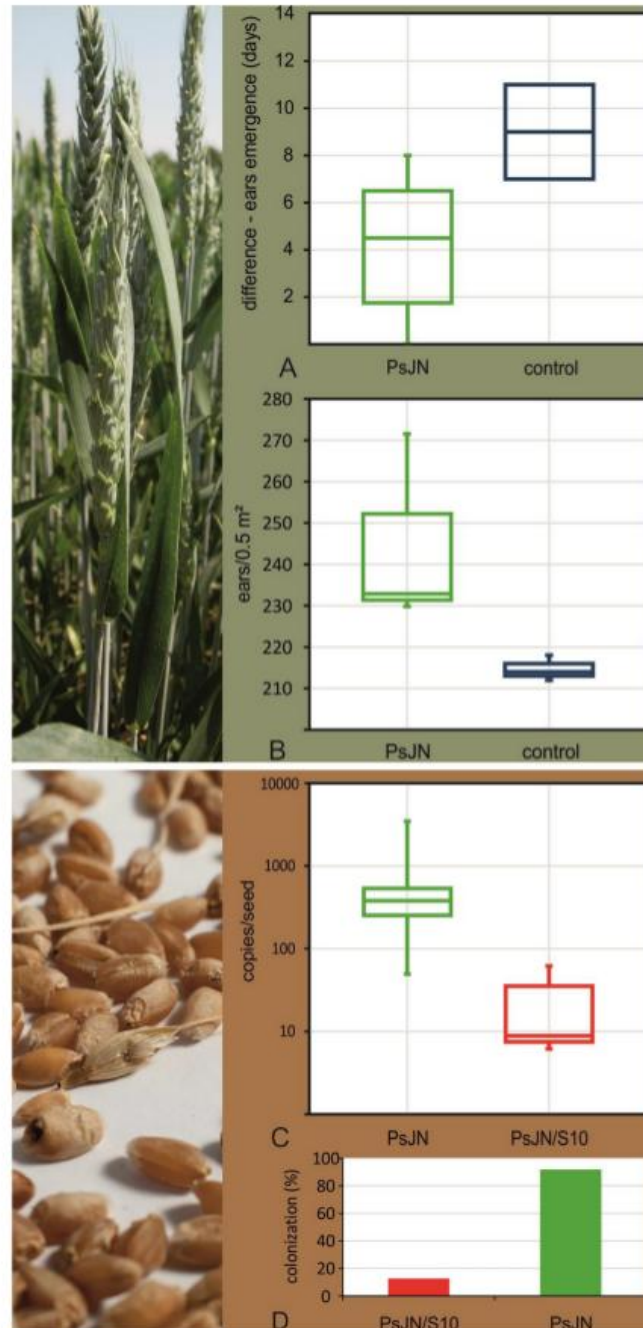 difference - ears emergence (days)
14
12
10
8
6
4
2
A
PsJN
control
ears/0.5 m²
280
270
260
250
240
230
220
210
B
PsJN
control
copies/seed
10000
1000
100
10
C
PsJN
PsJN/S10
colonization (%)
100
80
60
40
20
0
D
PsJN/S10
PsJN